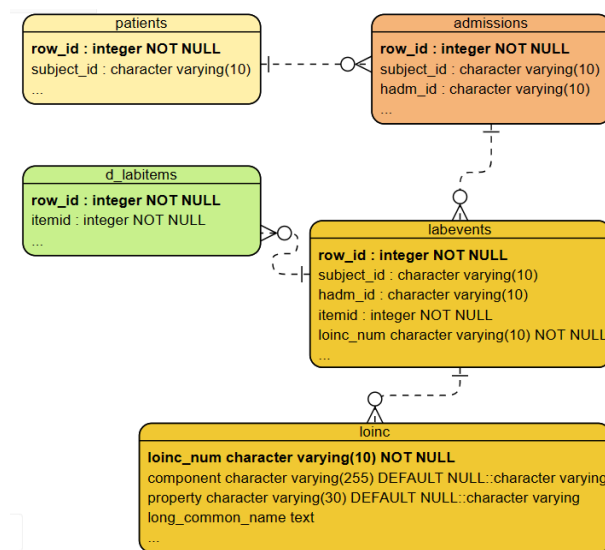 patients
row_id : integer NOT NULL
subject_id : character varying(10)
...
admissions
row_id : integer NOT NULL
subject_id : character varying(10)
hadm_id : character varying(10)
...
d_labitems
row_id : integer NOT NULL
itemid : integer NOT NULL
...
labevents
row_id : integer NOT NULL
subject_id : character varying(10)
hadm_id : character varying(10)
itemid : integer NOT NULL
loinc_num character varying(10) NOT NULL
...
loinc
loinc_num character varying(10) NOT NULL
component character varying(255) DEFAULT NULL::character varying
property character varying(30) DEFAULT NULL::character varying
long_common_name text
...